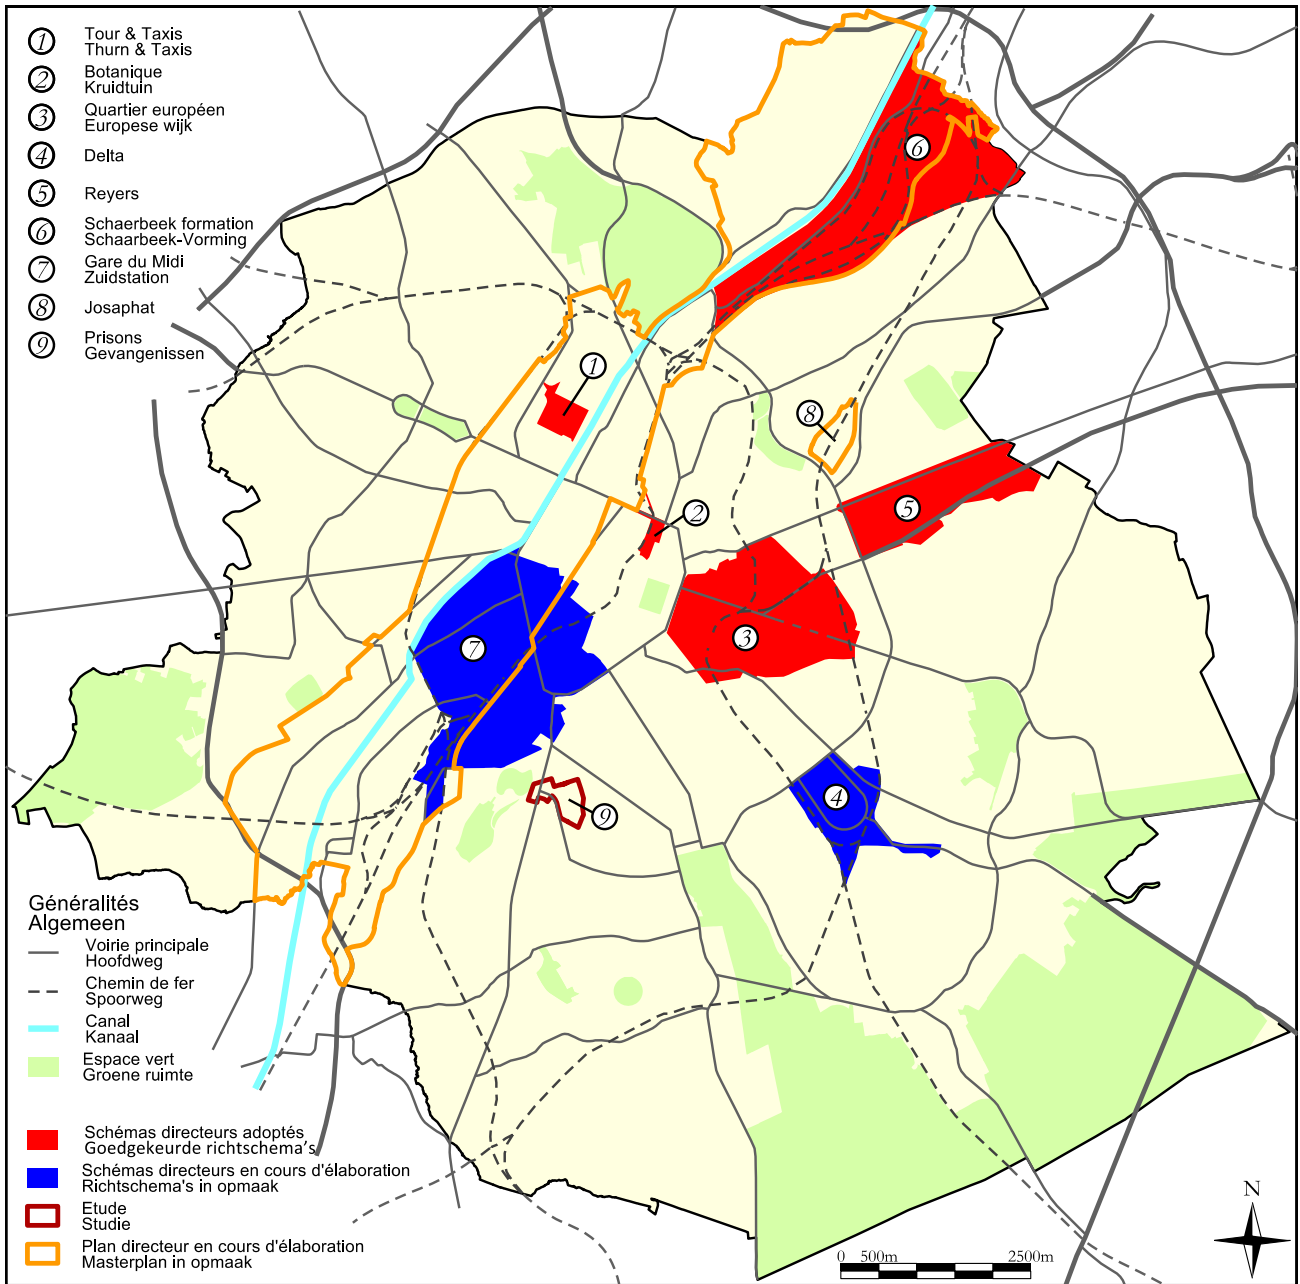 1 Tour & Taxis
Thurn & Taxis
2 Botanique
Kruidtuin
3 Quartier européen
Europese wijk
4 Delta
5 Reyers
6 Schaerbeek formation
Schaarbeek-Vorming
7 Gare du Midi
Zuidstation
8 Josaphat
9 Prisons
Gevangenissen
6
1
8
2
5
3
7
4
9
Généralités
Algemeen
Voirie principale
Hoofdweg
Chemin de fer
Spoorweg
Canal
Kanaal
Espace vert
Groene ruimte
Schémas directeurs adoptés
Goedgekeurde richtschema's
Schémas directeurs en cours d'élaboration
Richtschema's in opmaak
Etude
Studie
Plan directeur en cours d'élaboration
Masterplan in opmaak
N
0 500m 2500m